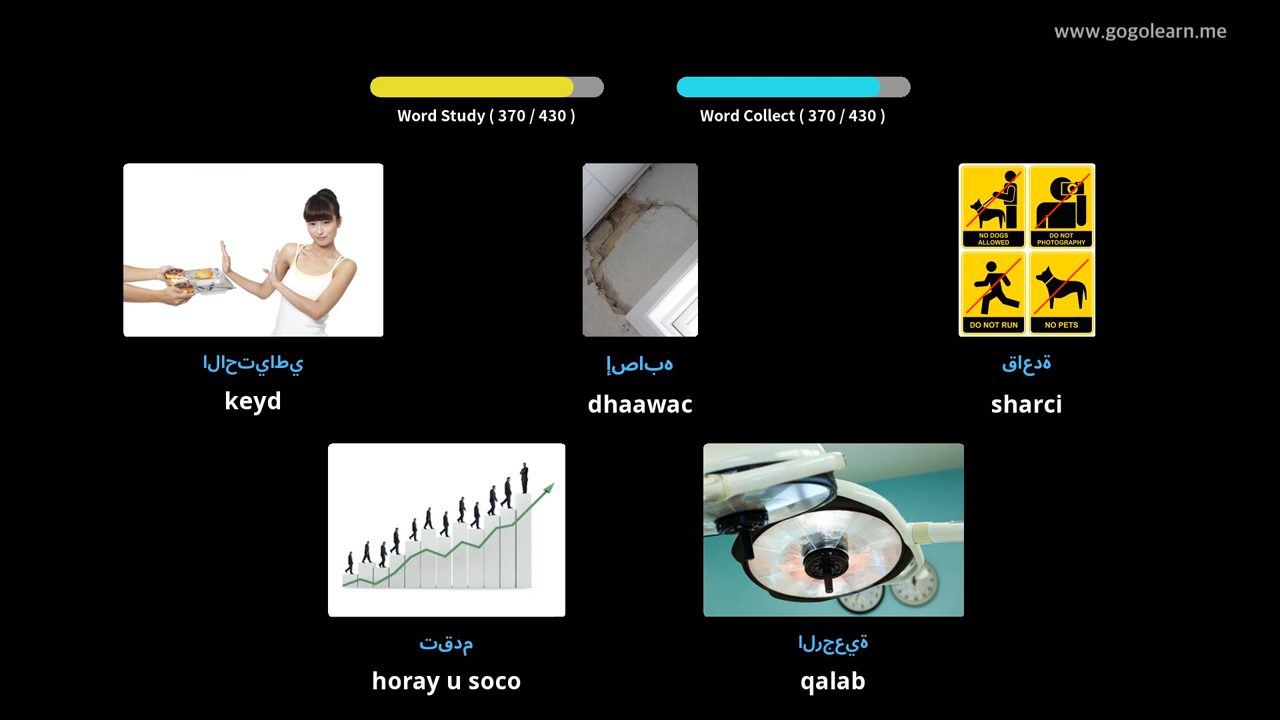 www.gogolearn.me
Word Study ( 370 / 430 )
Word Collect ( 370 / 430 )
NO DOGS
ALLOWED
DO NOT
PHOTOGRAPHY
DO NOT RUN
NO PETS
الاحتياطي
keyd
إصابه
dhaawac
قاعدة
sharci
تقدم
horay u soco
الرجعية
qalab